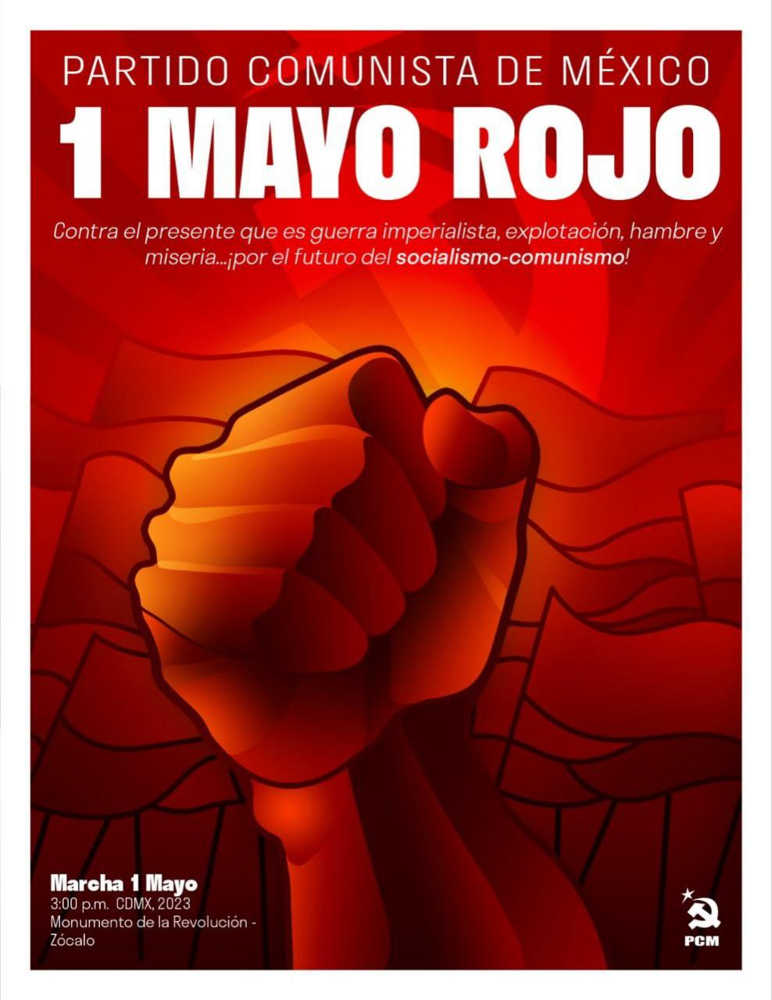 PARTIDO COMUNISTA DE MÉXICO
1 MAYO ROJO
Contra el presente que es guerra imperialista, explotación, hambre y
miseria...¡por el futuro del socialismo-comunismo!
Marcha 1 Mayo
3:00 p.m. CDMX, 2023
Monumento de la Revolución -
Zócalo
PCM